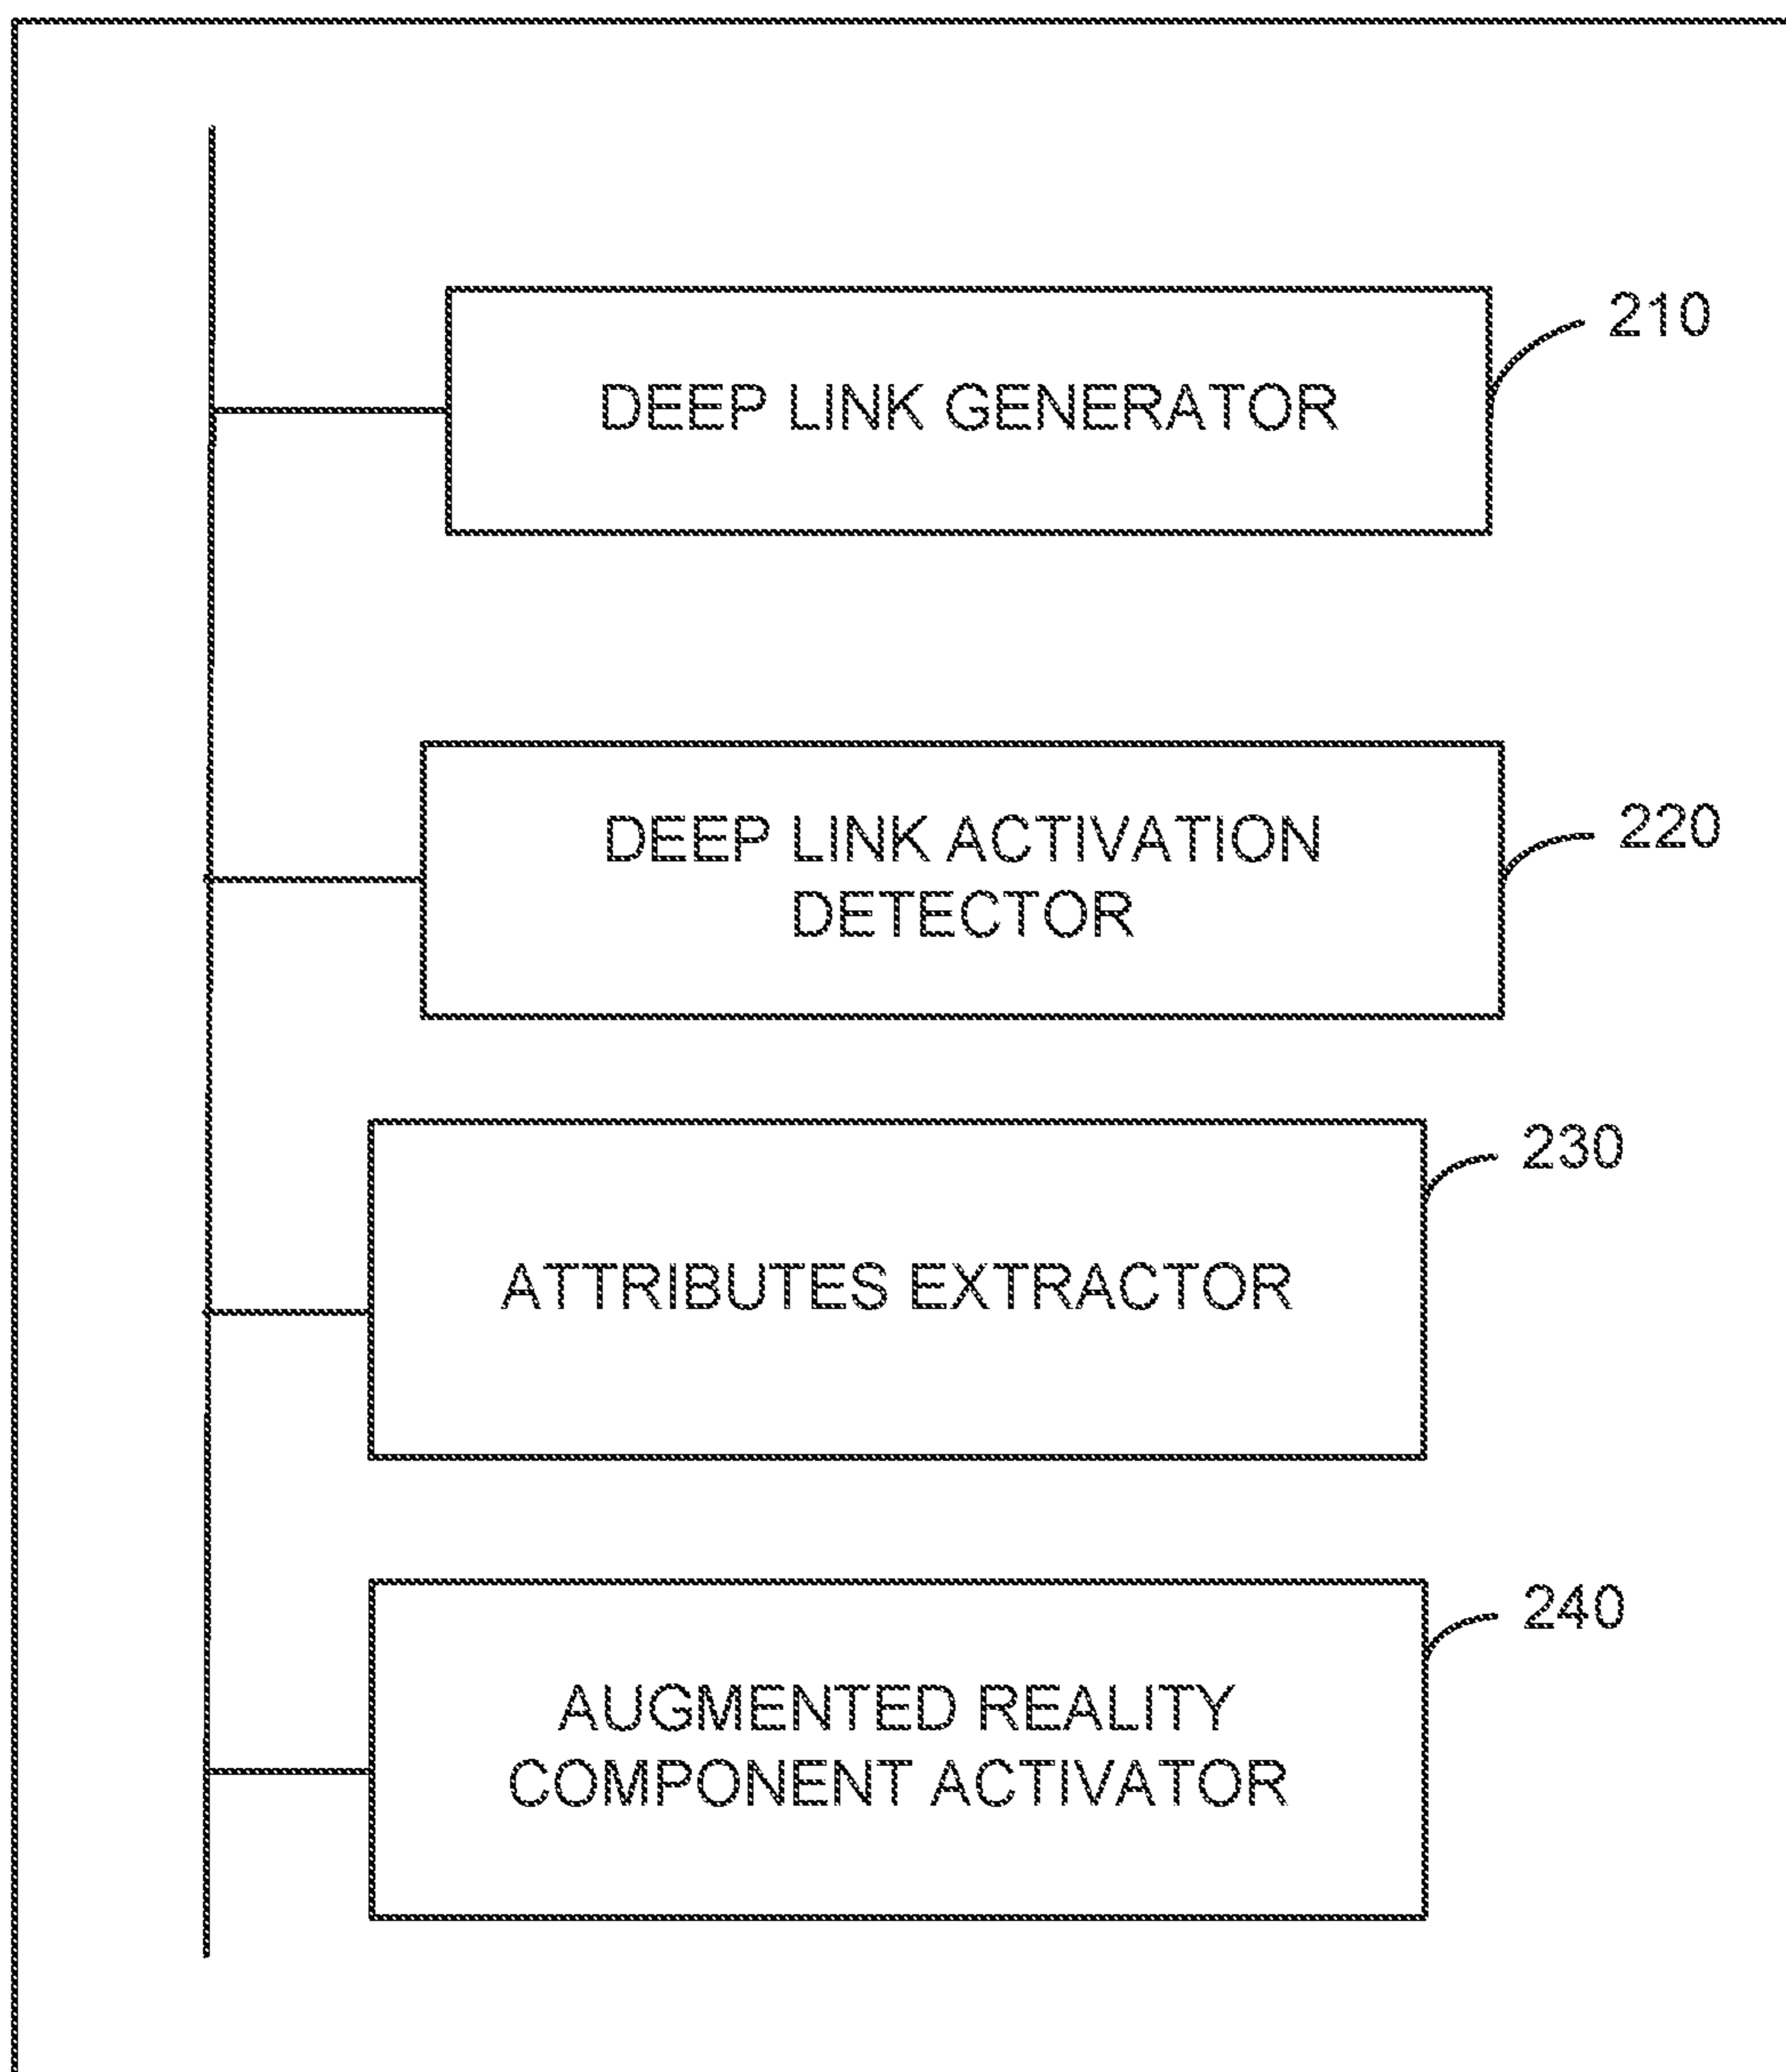 210
DEEP LINK GENERATOR
220
DEEP LINK ACTIVATION
DETECTOR
230
ATTRIBUTES EXTRACTOR
240
AUGMENTED REALITY
COMPONENT ACTIVATOR